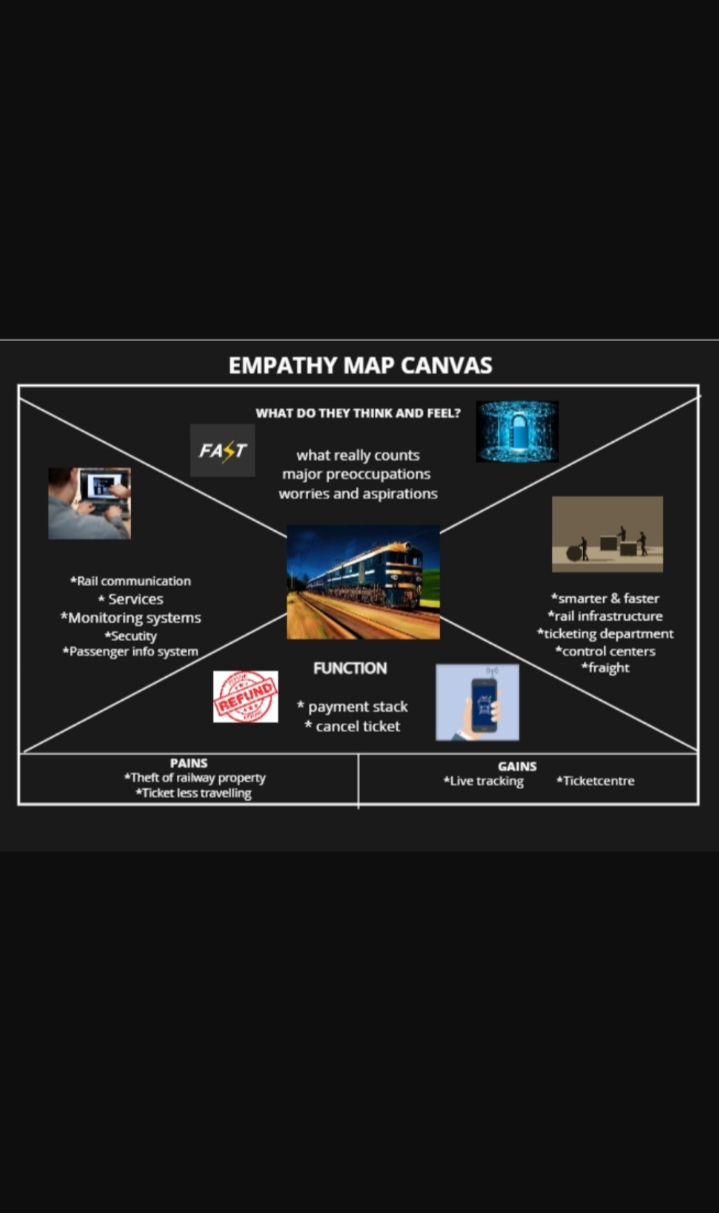 EMPATHY MAP CANVAS
WHAT DO THEY THINK AND FEEL?
FAST
what really counts
major preoccupations
worries and aspirations
*Rail communication
* Services
*Monitoring systems
*Secutity
*Passenger info system
*smarter & faster
*rail infrastructure
*ticketing department
*control centers
*fraight
FUNCTION
REFUND
* payment stack
* cancel ticket
PAINS
*Theft of railway property
*Ticket less travelling
GAINS
*Live tracking *Ticketcentre